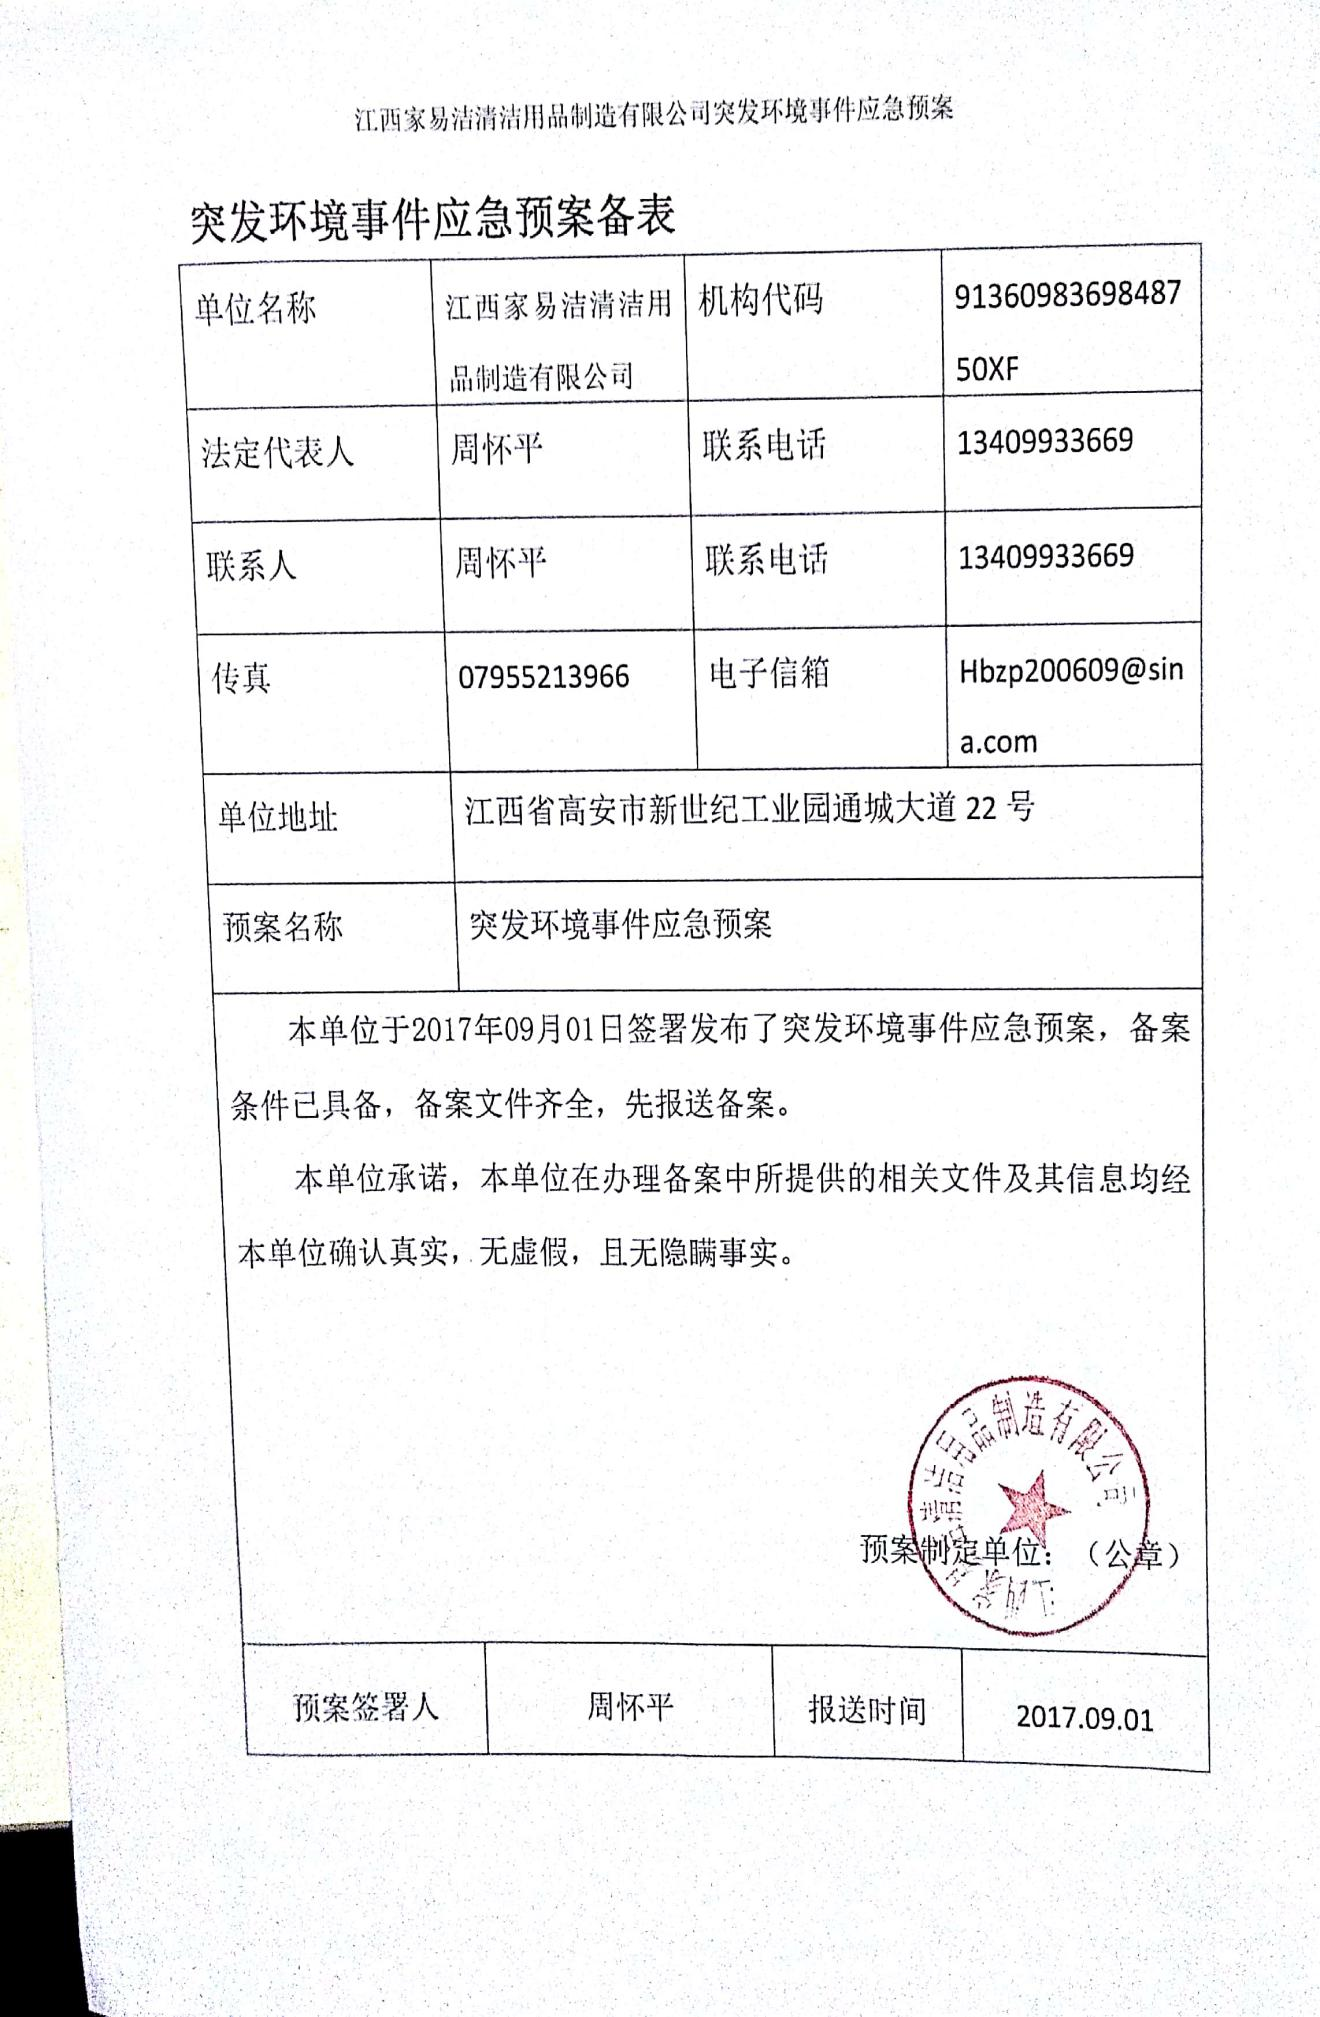 江西家易洁清洁用品制造有限公司突发环境事件应急预案
突发环境事件应急预案备表
单位名称 江西家易洁清洁用 机构代码 91360983698487
品制造有限公司 50XF
法定代表人 周怀平 联系电话 13409933669
联系人 周怀平 联系电话 13409933669
传真 07955213966 电子信箱 Hbzp200609@sin
a.com
单位地址 江西省高安市新世纪工业园通城大道 22 号
预案名称 突发环境事件应急预案
本单位于2017年09月01日签署发布了突发环境事件应急预案，备案
条件已具备，备案文件齐全，先报送备案。
本单位承诺，本单位在办理备案中所提供的相关文件及其信息均经
本单位确认真实，无虚假，且无隐瞒事实。
江西家易洁清洁用品制造有限公司
预案制定单位：（公章）
预案签署人 周怀平 报送时间 2017.09.01